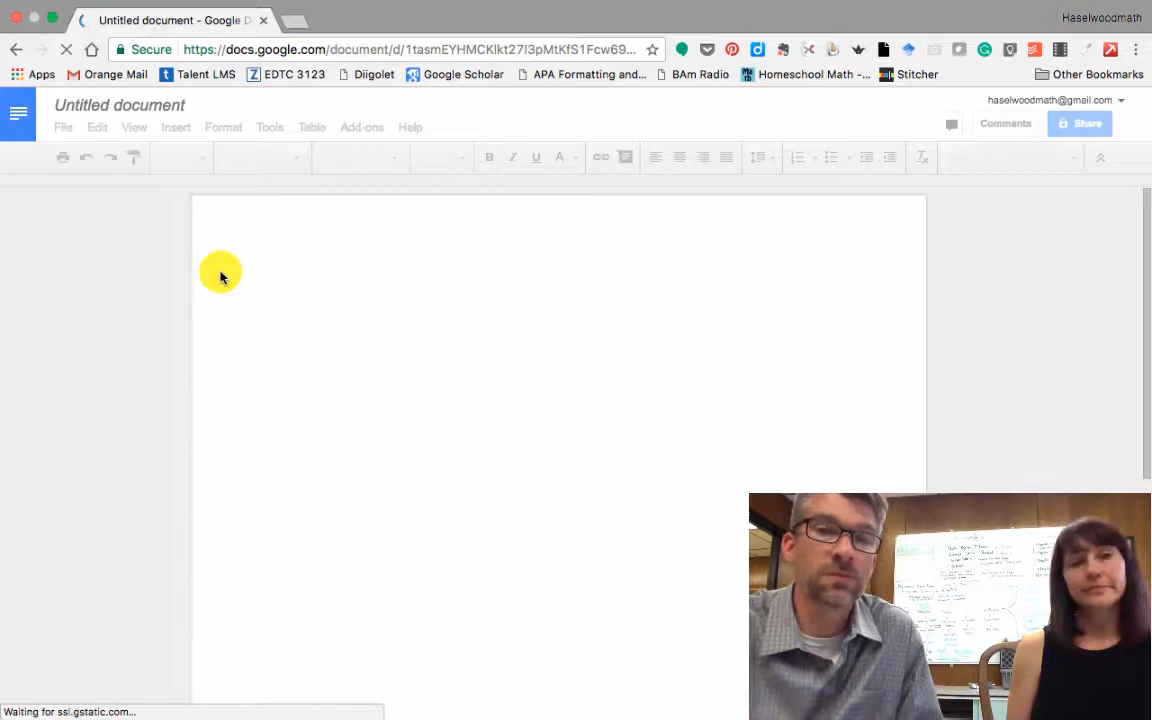 Untitled document - Google D
Haselwoodmath
Secure
https://docs.google.com/document/d/1tasmEYHMCKlkt27l3pMtKfS1Fcw69...
Apps
Orange Mail
Talent LMS
EDTC 3123
Diigolet
Google Scholar
APA Formatting an...
BAm Radio
Homeschool Math -...
Stitcher
Other Bookmarks
Untitled document
haselwoodmath@gmail.com
File Edit View Insert Format Tools Table Add-ons Help
Comments
Share
B I U A
Waiting for ssl.gstatic.com...